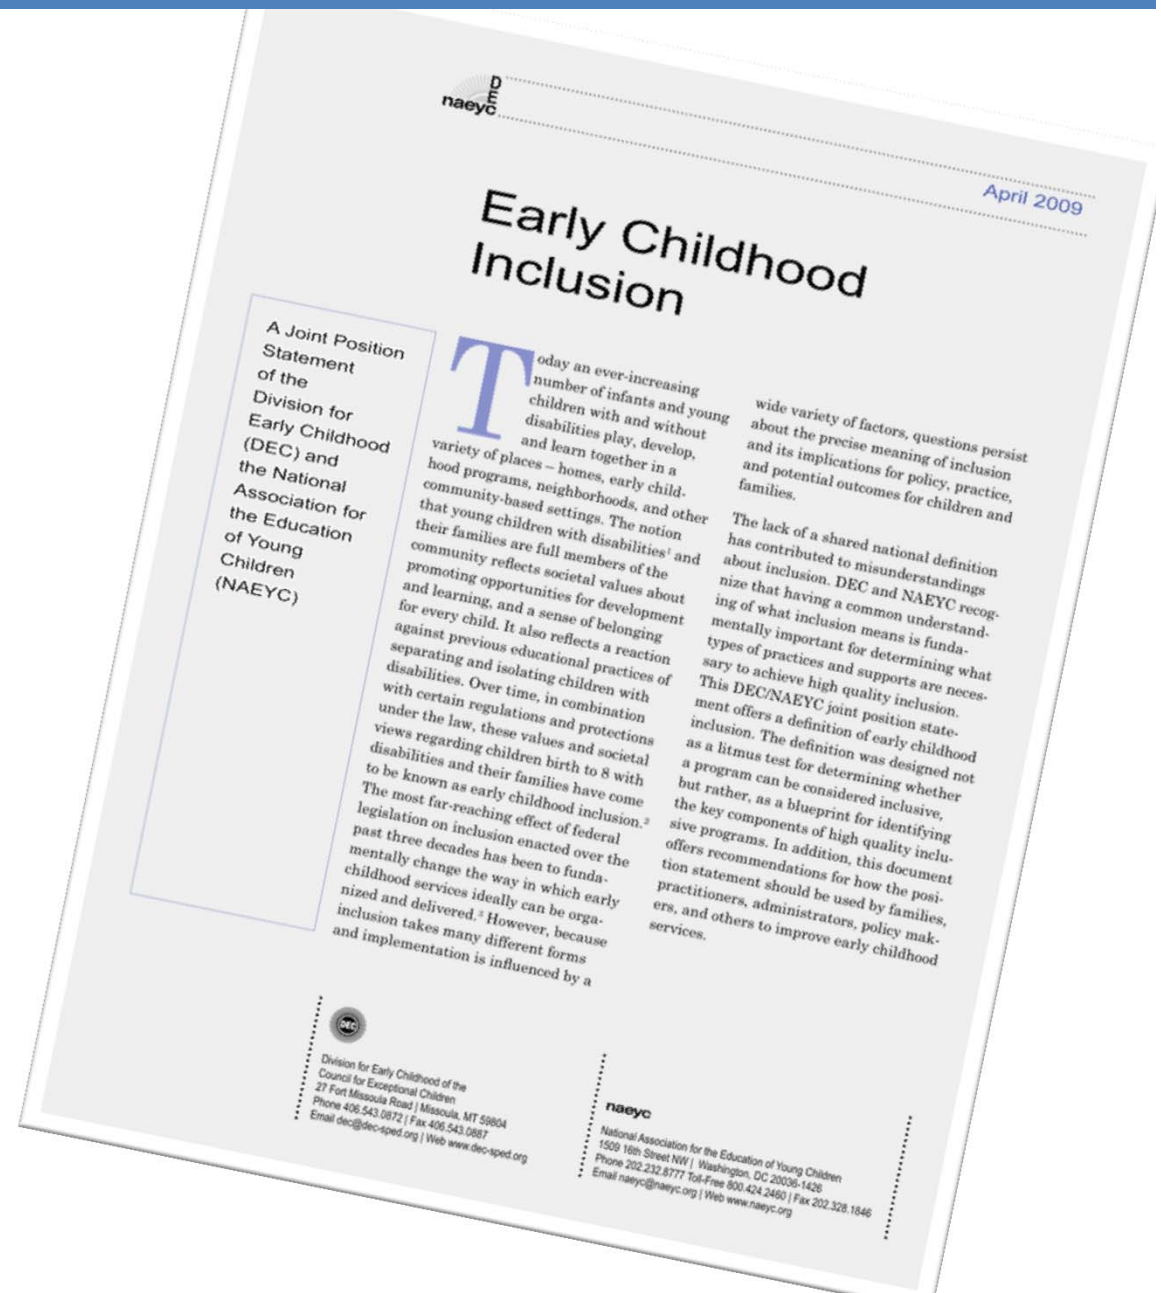 DEC
naeyc
April 2009
Early Childhood
Inclusion
A Joint Position
Statement
of the
Division for
Early Childhood
(DEC) and
the National
Association for
the Education
of Young
Children
(NAEYC)
Today an ever-increasing
number of infants and young
children with and without
disabilities play, develop,
and learn together in a
variety of places – homes, early child-
hood programs, neighborhoods, and other
community-based settings. The notion
that young children with disabilities¹ and
their families are full members of the
community reflects societal values about
promoting opportunities for development
and learning, and a sense of belonging
for every child. It also reflects a reaction
against previous educational practices of
separating and isolating children with
disabilities. Over time, in combination
with certain regulations and protections
under the law, these values and societal
views regarding children birth to 8 with
disabilities and their families have come
to be known as early childhood inclusion.²
The most far-reaching effect of federal
legislation on inclusion enacted over the
past three decades has been to funda-
mentally change the way in which early
childhood services ideally can be orga-
nized and delivered.³ However, because
inclusion takes many different forms
and implementation is influenced by a
wide variety of factors, questions persist
about the precise meaning of inclusion
and its implications for policy, practice,
and potential outcomes for children and
families.
The lack of a shared national definition
has contributed to misunderstandings
about inclusion. DEC and NAEYC recog-
nize that having a common understand-
ing of what inclusion means is funda-
mentally important for determining what
types of practices and supports are neces-
sary to achieve high quality inclusion.
This DEC/NAEYC joint position state-
ment offers a definition of early childhood
inclusion. The definition was designed not
as a litmus test for determining whether
a program can be considered inclusive,
but rather, as a blueprint for identifying
the key components of high quality inclu-
sive programs. In addition, this document
offers recommendations for how the posi-
tion statement should be used by families,
practitioners, administrators, policy mak-
ers, and others to improve early childhood
services.
DEC
Division for Early Childhood of the
Council for Exceptional Children
27 Fort Missoula Road | Missoula, MT 59804
Phone 406.543.0872 | Fax 406.543.0887
Email dec@dec-sped.org | Web www.dec-sped.org
naeyc
National Association for the Education of Young Children
1509 16th Street NW | Washington, DC 20036-1426
Phone 202.232.8777 Toll-Free 800.424.2460 | Fax 202.328.1846
Email naeyc@naeyc.org | Web www.naeyc.org